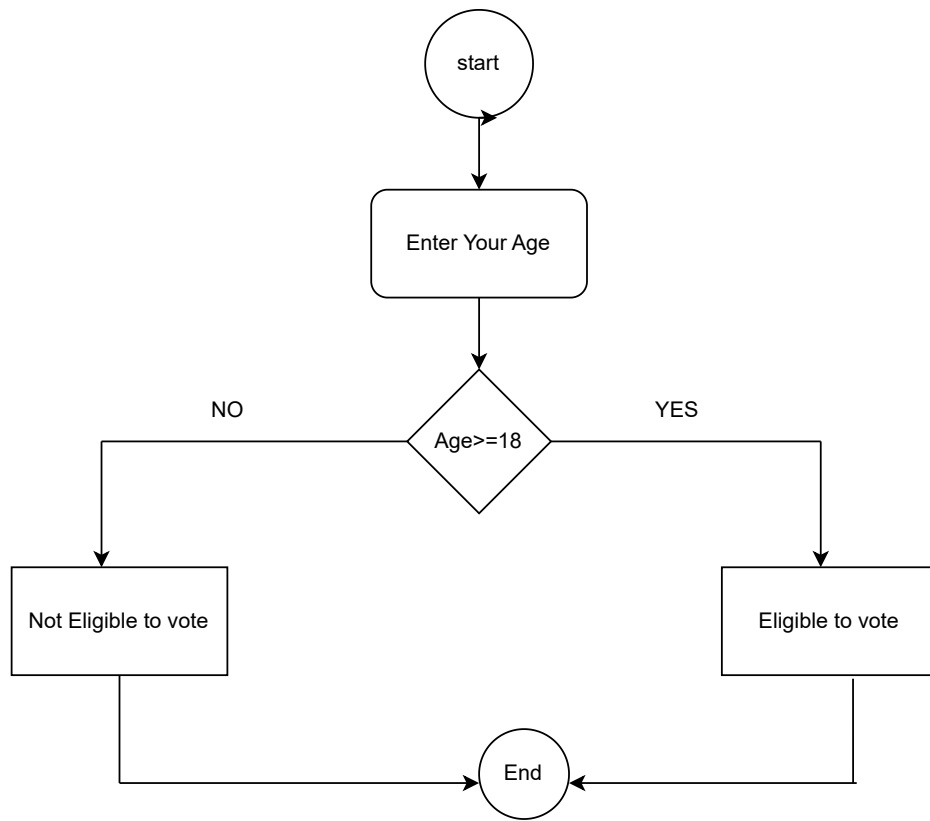 start
Enter Your Age
NO
YES
Age>=18
Not Eligible to vote
Eligible to vote
End